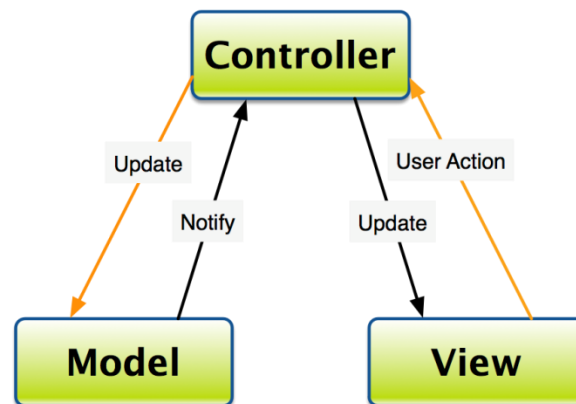 Controller
Update
User Action
Notify
Update
Model
View